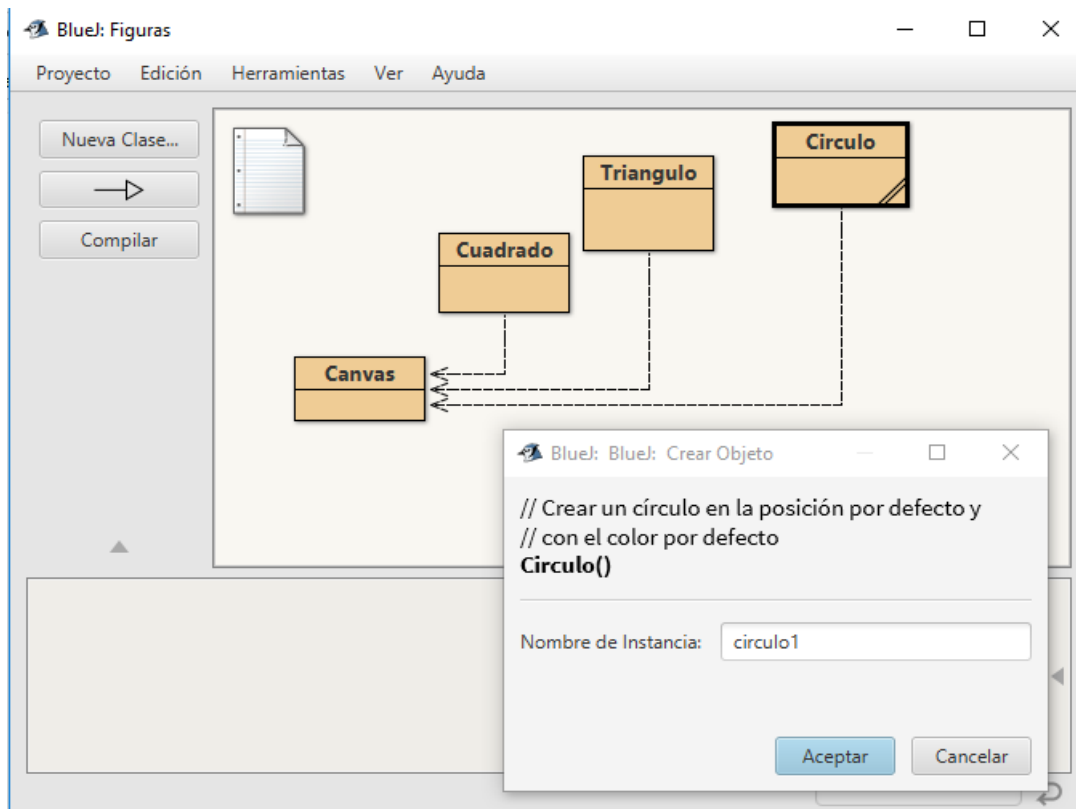 BlueJ: Figuras
Proyecto Edición Herramientas Ver Ayuda
Nueva Clase...
Compilar
Circulo
Triangulo
Cuadrado
Canvas
BlueJ: BlueJ: Crear Objeto
// Crear un círculo en la posición por defecto y
// con el color por defecto
Circulo()
Nombre de Instancia: circulo1
Aceptar Cancelar